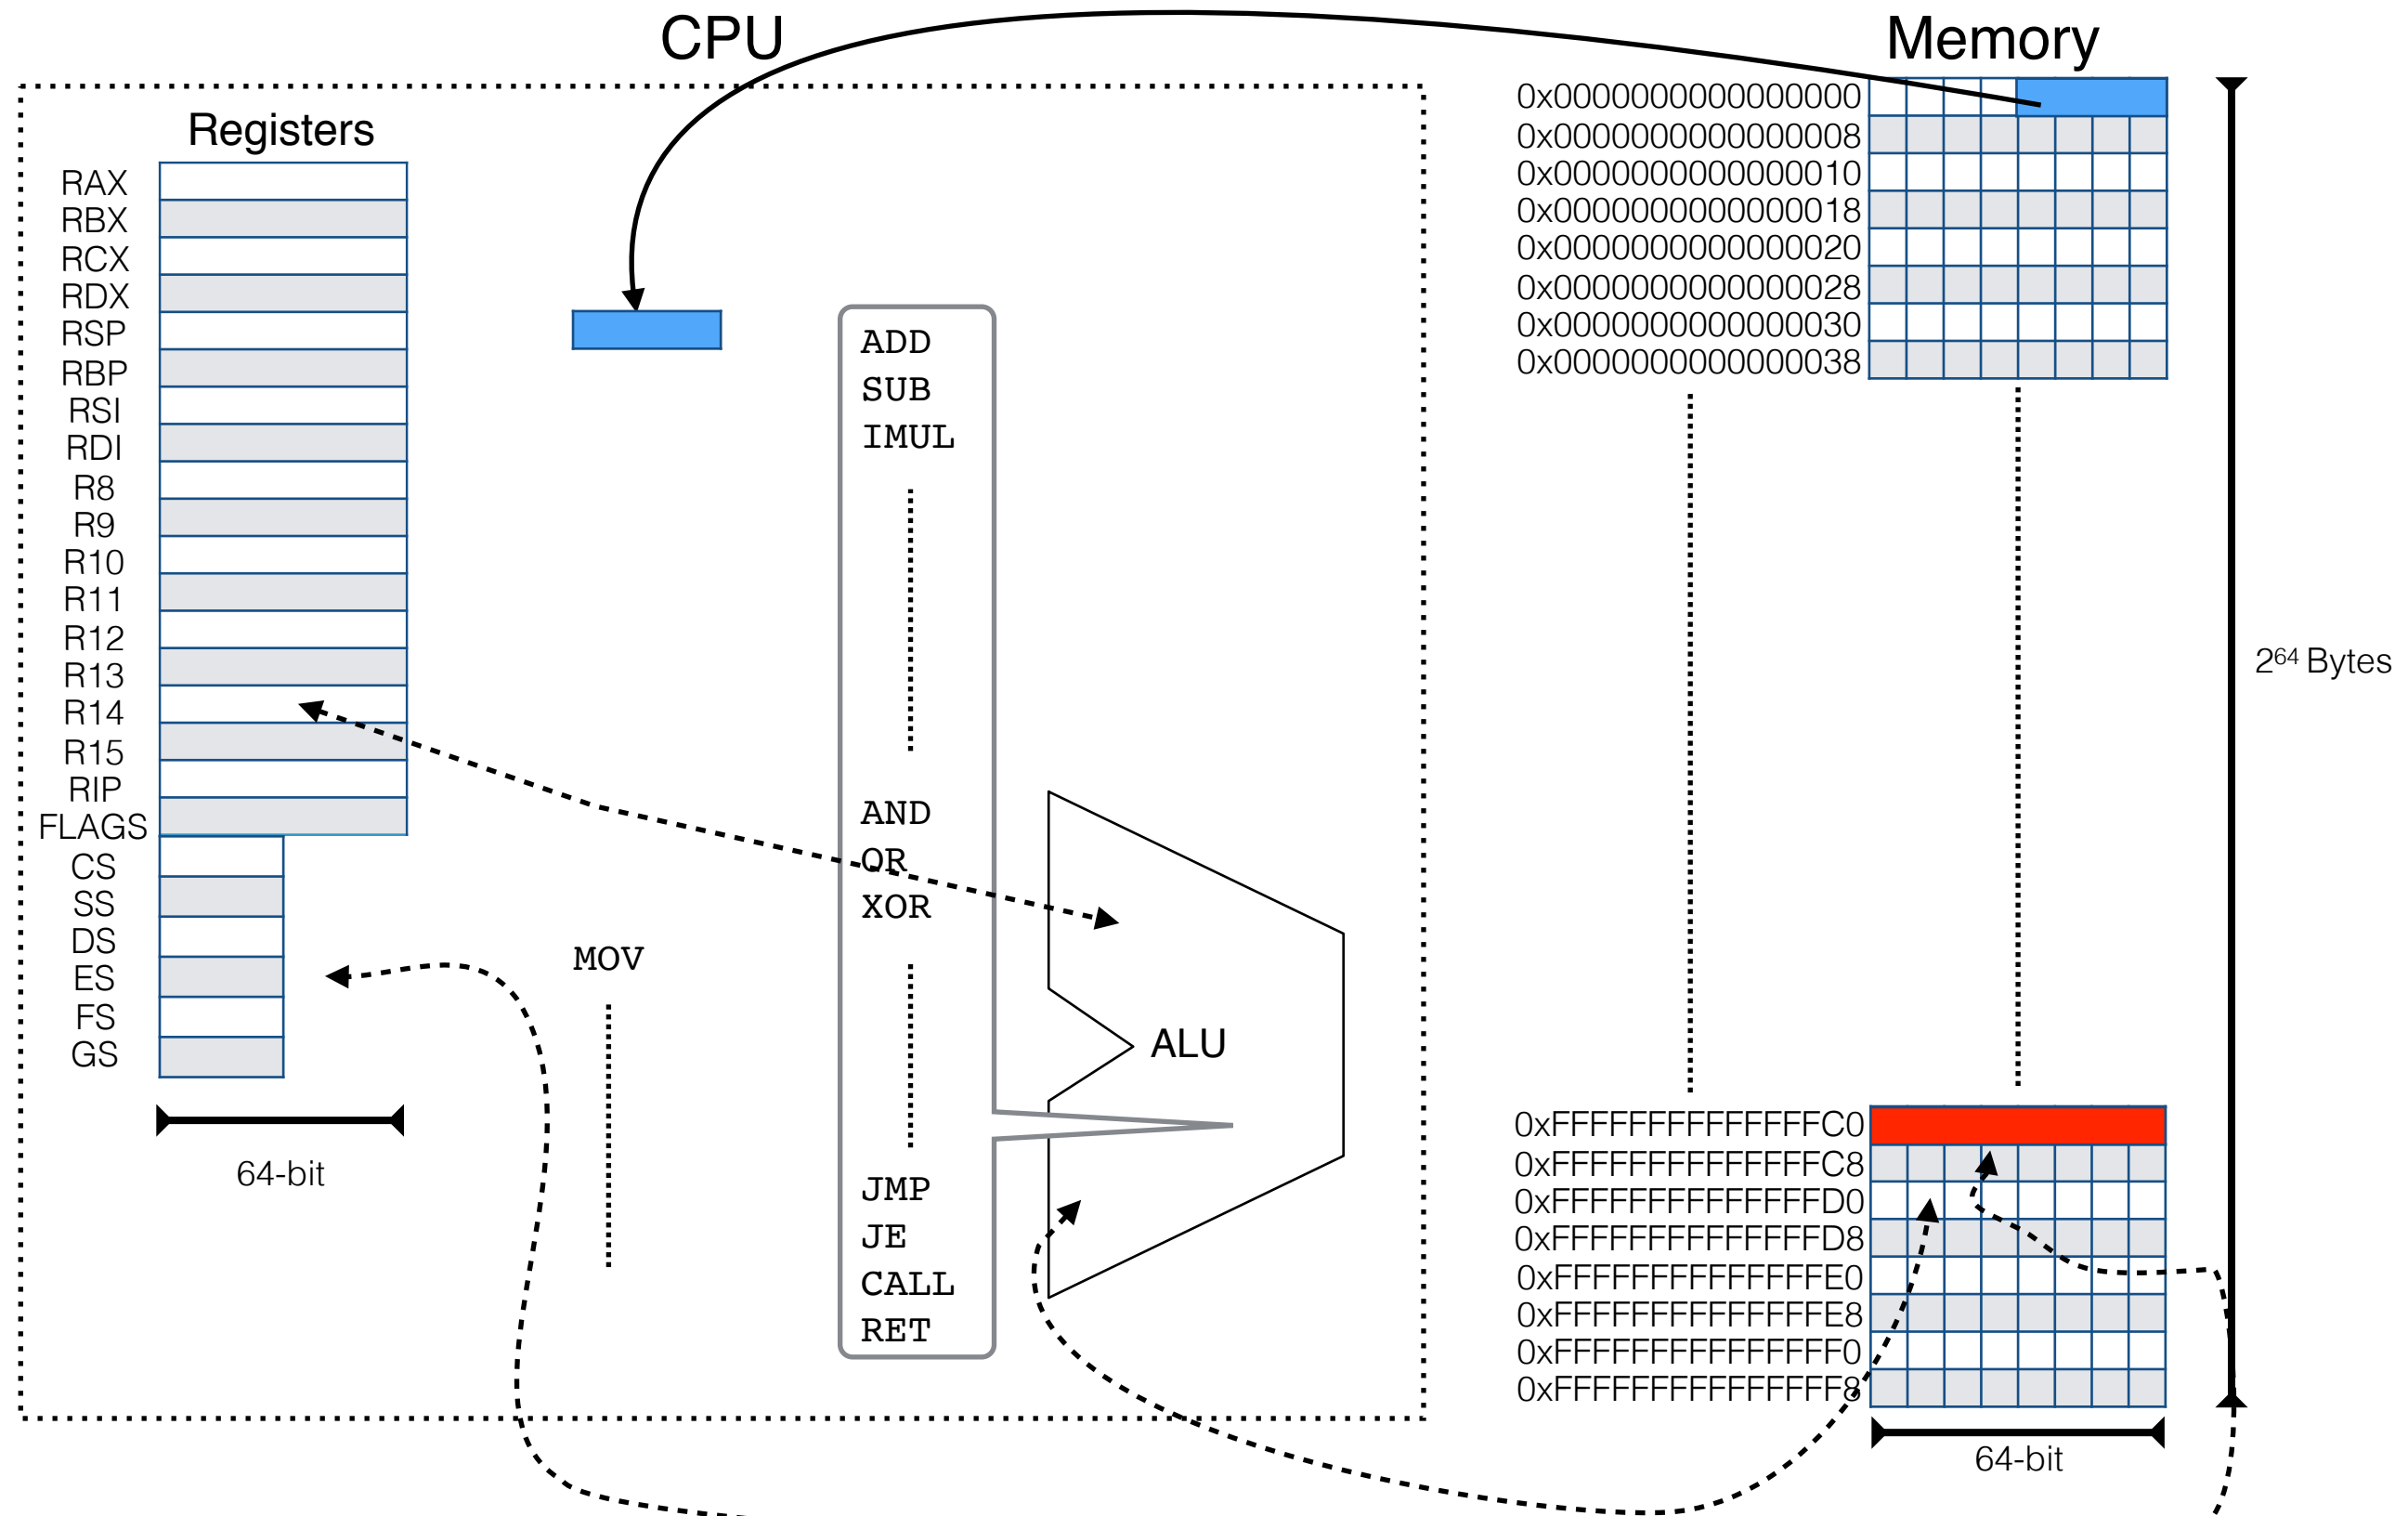 CPU
Memory
Registers
RAX
RBX
RCX
RDX
RSP
RBP
RSI
RDI
R8
R9
R10
R11
R12
R13
R14
R15
RIP
FLAGS
CS
SS
DS
ES
FS
GS
64-bit
MOV
ADD
SUB
IMUL
AND
OR
XOR
JMP
JE
CALL
RET
ALU
0x0000000000000000
0x0000000000000008
0x0000000000000010
0x0000000000000018
0x0000000000000020
0x0000000000000028
0x0000000000000030
0x0000000000000038
0xFFFFFFFFFFFFFFC0
0xFFFFFFFFFFFFFFC8
0xFFFFFFFFFFFFFFD0
0xFFFFFFFFFFFFFFD8
0xFFFFFFFFFFFFFFE0
0xFFFFFFFFFFFFFFE8
0xFFFFFFFFFFFFFFF0
0xFFFFFFFFFFFFFFF8
64-bit
2⁶⁴ Bytes